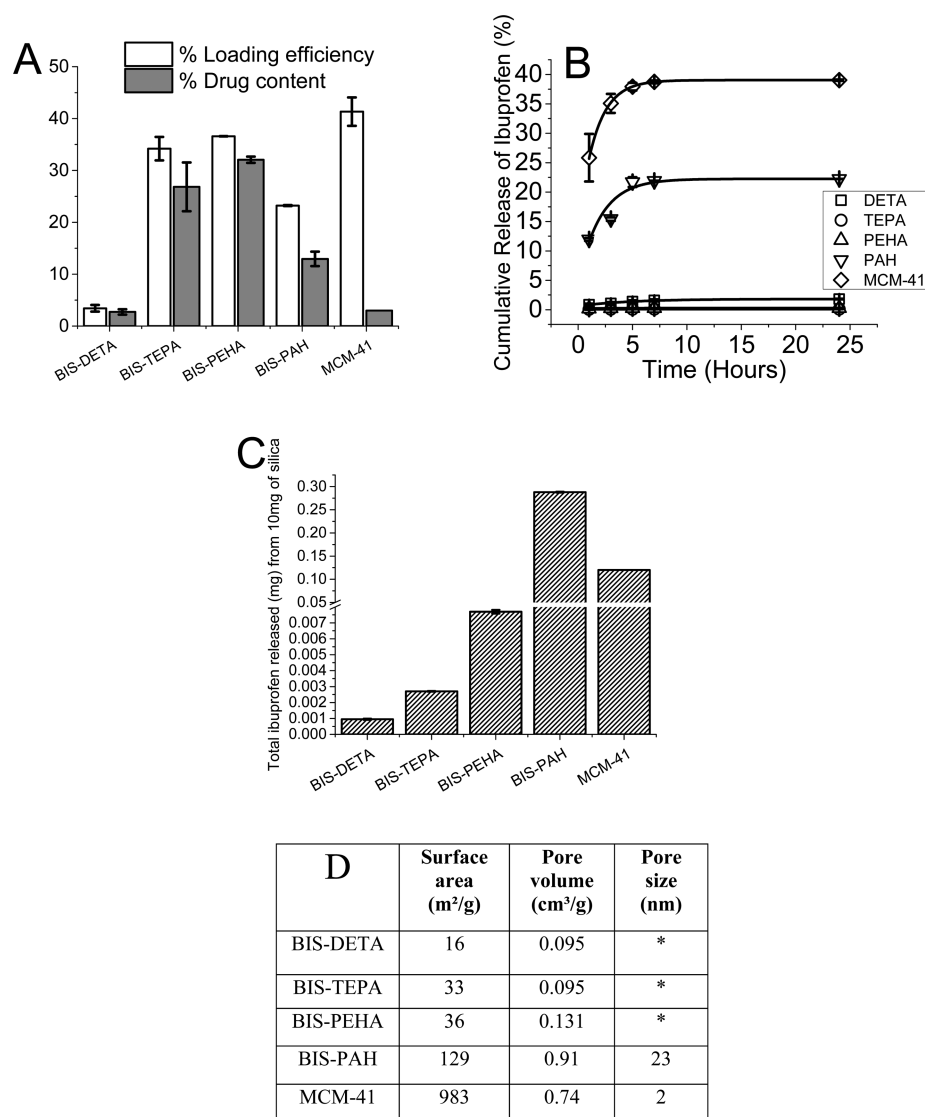 A
% Loading efficiency
% Drug content
50
40
30
20
10
0
BIS-DETA
BIS-TEPA
BIS-PEHA
BIS-PAH
MCM-41
B
Cumulative Release of Ibuprofen (%)
40
35
30
25
20
15
10
5
0
DETA
TEPA
PEHA
PAH
MCM-41
0 5 10 15 20 25
Time (Hours)
C
Total ibuprofen released (mg) from 10mg of silica
0.30
0.25
0.20
0.15
0.10
0.05
0.007
0.006
0.005
0.004
0.003
0.002
0.001
0.000
BIS-DETA
BIS-TEPA
BIS-PEHA
BIS-PAH
MCM-41
D Surface area (m²/g) Pore volume (cm³/g) Pore size (nm)
BIS-DETA 16 0.095 *
BIS-TEPA 33 0.095 *
BIS-PEHA 36 0.131 *
BIS-PAH 129 0.91 23
MCM-41 983 0.74 2